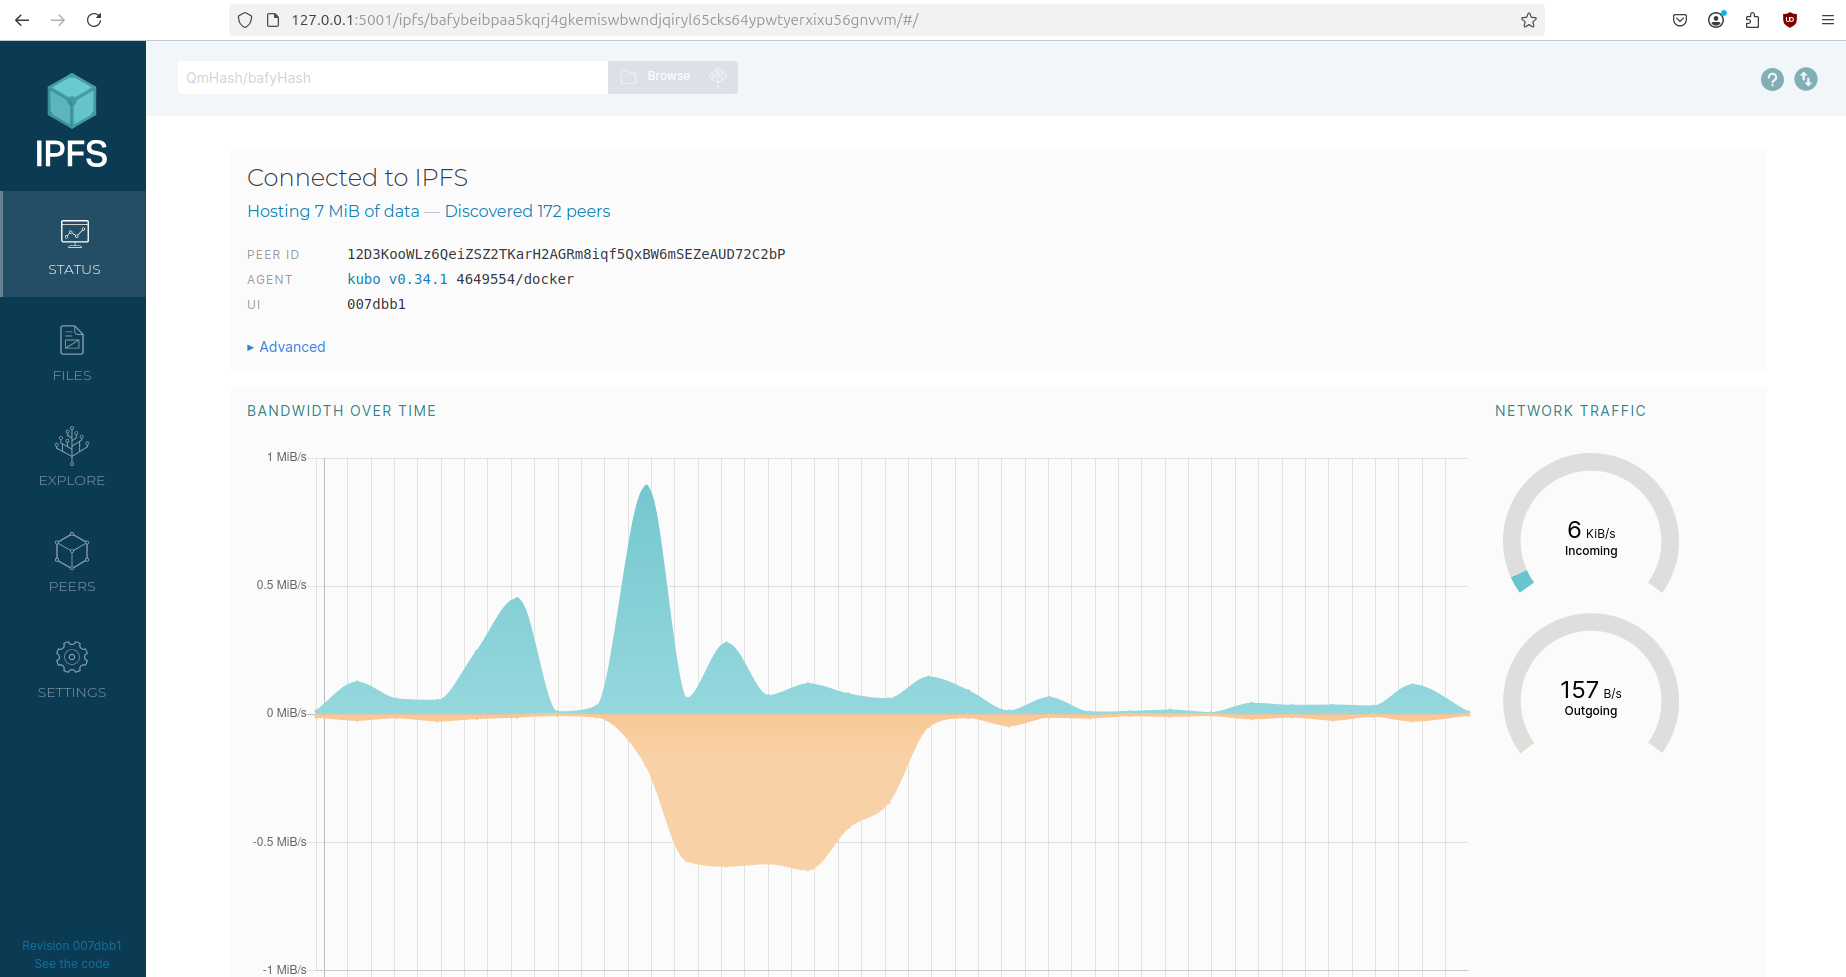 127.0.0.1:5001/ipfs/bafybeibpaa5kqrj4gkemiswbwndjqiryl65cks64ypwtyerxixu56gnvvm/#/
QmHash/bafyHash
Browse
IPFS
STATUS
FILES
EXPLORE
PEERS
SETTINGS
Revision 007dbb1
See the code
Connected to IPFS
Hosting 7 MiB of data — Discovered 172 peers
PEER ID 12D3KooWLz6QeiZSZ2TKarH2AGRm8iqf5QxBW6mSEZeAUD72C2bP
AGENT kubo v0.34.1 4649554/docker
UI 007dbb1
▸ Advanced
BANDWIDTH OVER TIME
1 MiB/s
0.5 MiB/s
0 MiB/s
-0.5 MiB/s
-1 MiB/s
NETWORK TRAFFIC
6 KiB/s
Incoming
157 B/s
Outgoing